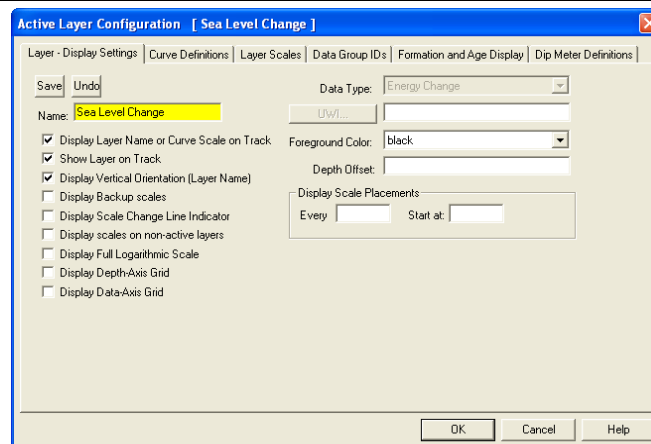 Active Layer Configuration [ Sea Level Change ]
Layer - Display Settings Curve Definitions Layer Scales Data Group IDs Formation and Age Display Dip Meter Definitions
Save Undo
Name: Sea Level Change
Display Layer Name or Curve Scale on Track
Show Layer on Track
Display Vertical Orientation (Layer Name)
Display Backup scales
Display Scale Change Line Indicator
Display scales on non-active layers
Display Full Logarithmic Scale
Display Depth-Axis Grid
Display Data-Axis Grid
Data Type: Energy Change
UWI...
Foreground Color: black
Depth Offset:
Display Scale Placements
Every Start at:
OK Cancel Help